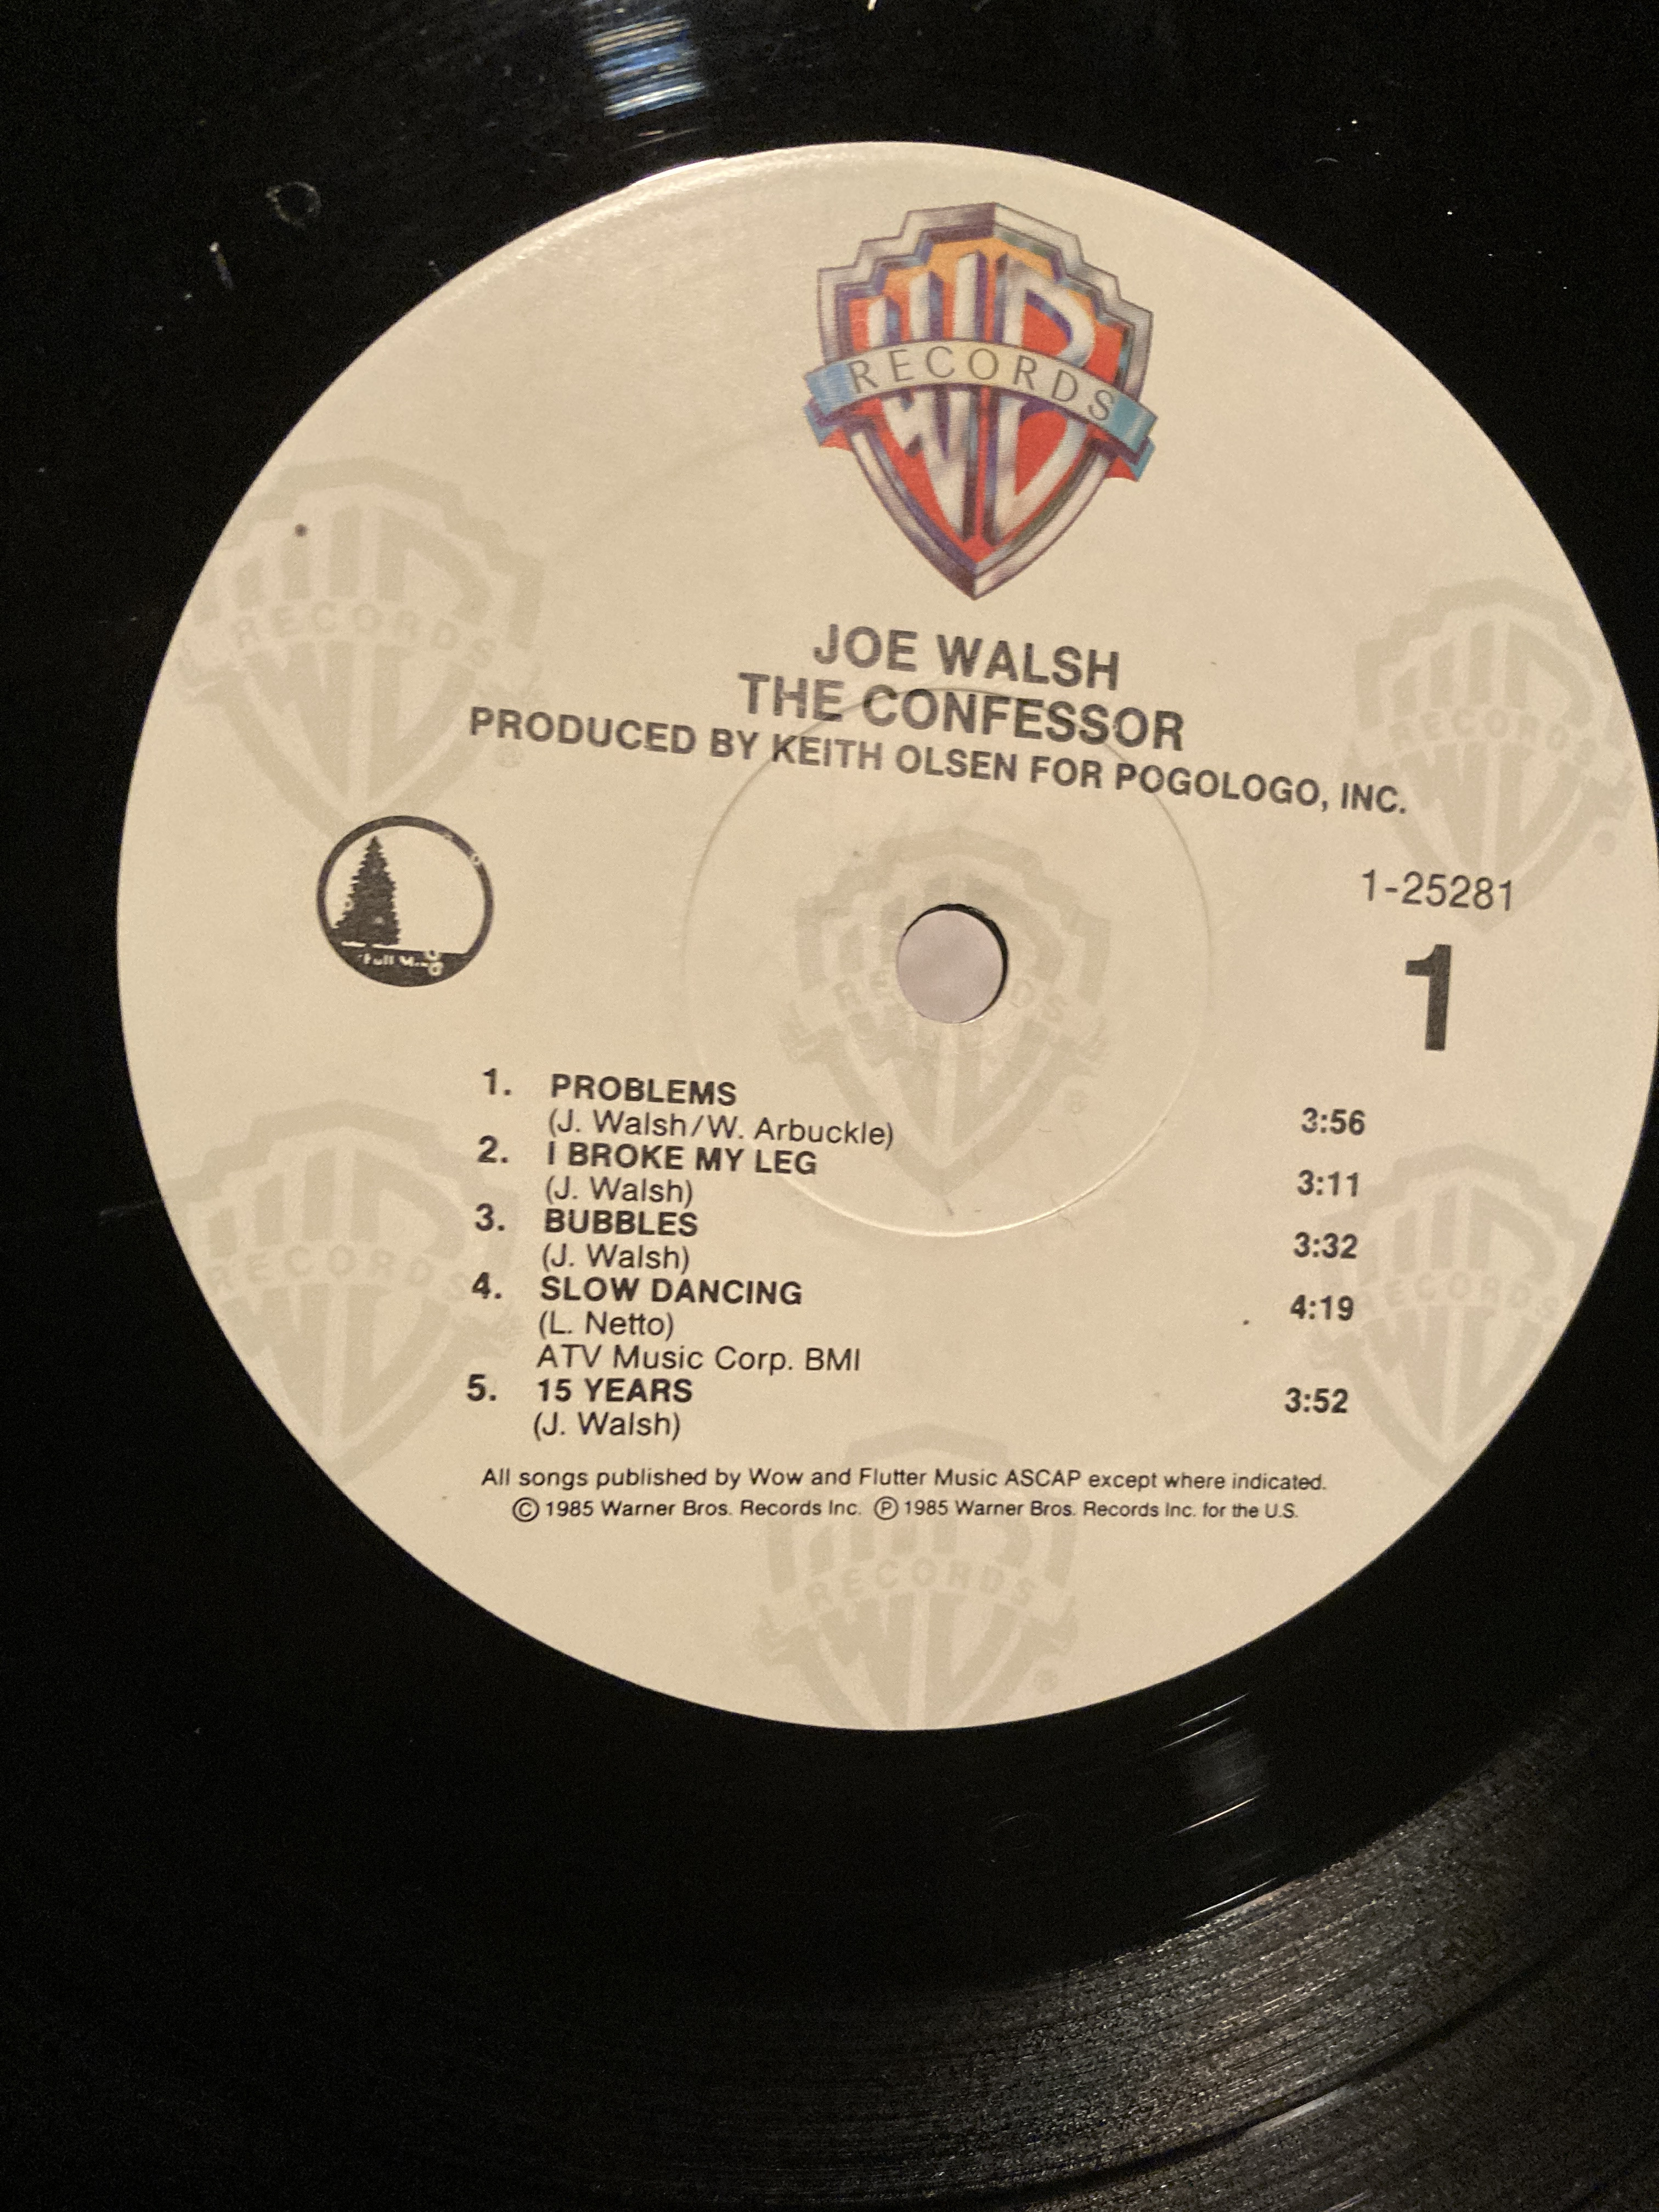 WB
RECORDS
JOE WALSH
THE CONFESSOR
PRODUCED BY KEITH OLSEN FOR POGOLOGO, INC.
1-25281
1
Full
1. PROBLEMS 3:56
(J. Walsh/W. Arbuckle)
2. I BROKE MY LEG 3:11
(J. Walsh)
3. BUBBLES 3:32
(J. Walsh)
4. SLOW DANCING 4:19
(L. Netto)
ATV Music Corp. BMI
5. 15 YEARS 3:52
(J. Walsh)
All songs published by Wow and Flutter Music ASCAP except where indicated.
© 1985 Warner Bros. Records Inc. ℗ 1985 Warner Bros. Records Inc. for the U.S.